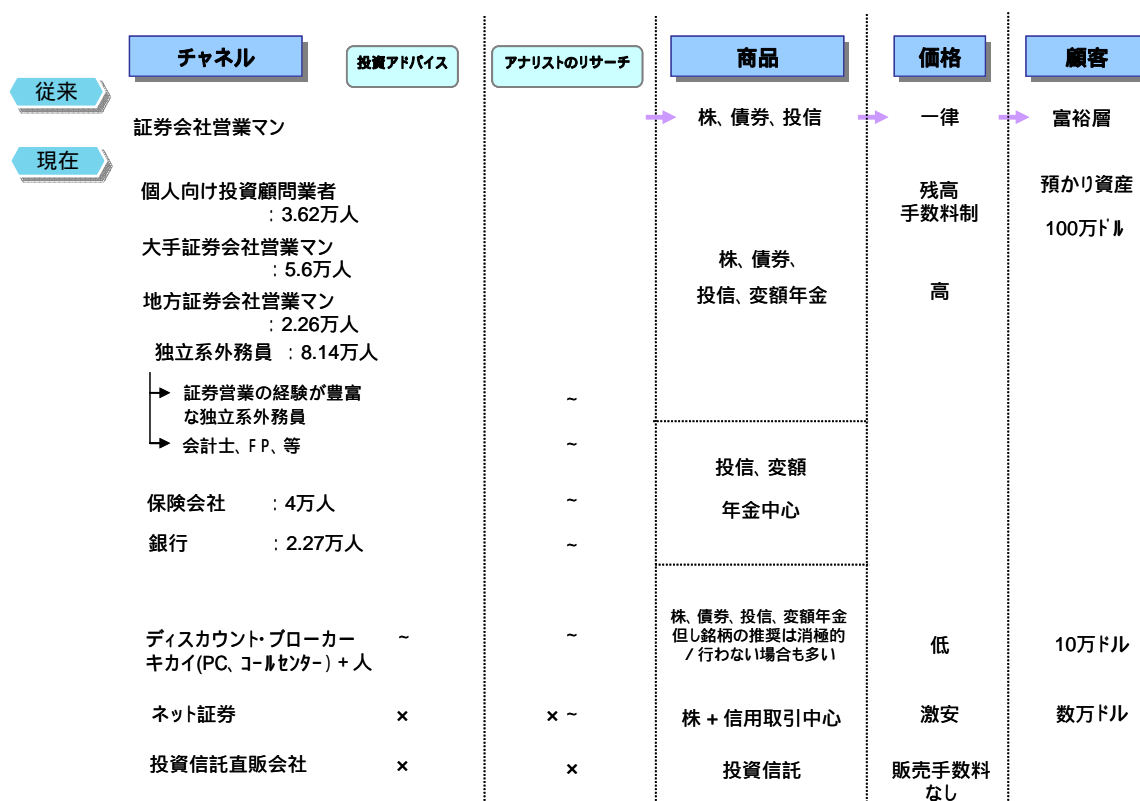 チャネル 投資アドバイス アナリストのリサーチ 商品 価格 顧客
従来
証券会社営業マン 株、債券、投信 一律 富裕層
現在
個人向け投資顧問業者
：3.62万人
残高
手数料制
預かり資産
100万ドル
大手証券会社営業マン
：5.6万人
株、債券、
投信、変額年金
高
地方証券会社営業マン
：2.26万人
独立系外務員 ：8.14万人
証券営業の経験が豊富
な独立系外務員
~
会計士、ＦＰ、等 ~
投信、変額
年金中心
保険会社 ：4万人 ~
銀行 ：2.27万人 ~
ディスカウント・ブローカー
キカイ(PC、コールセンター）+ 人
~ ~
株、債券、投信、変額年金
但し銘柄の推奨は消極的
/ 行わない場合も多い
低 10万ドル
ネット証券 × × ~ 株 + 信用取引中心 激安 数万ドル
投資信託直販会社 × × 投資信託 販売手数料
なし